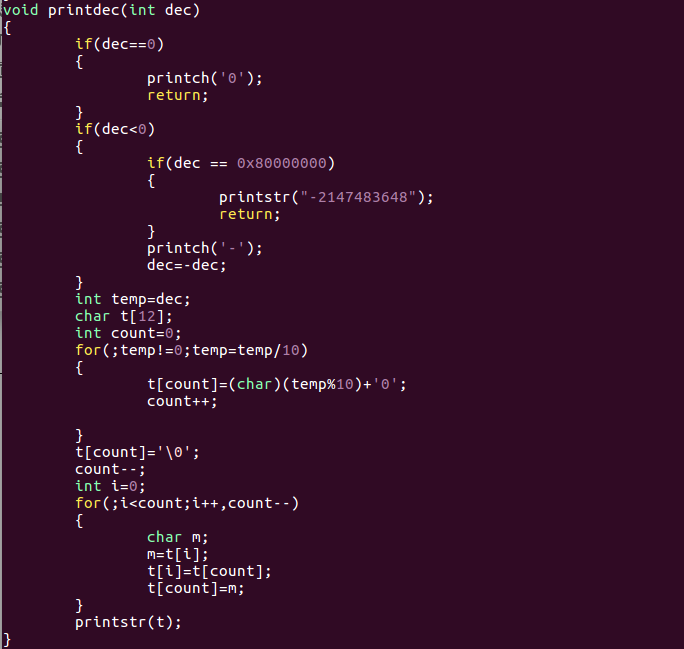 void printdec(int dec)
{
        if(dec==0)
        {
                printch('0');
                return;
        }
        if(dec<0)
        {
                if(dec == 0x80000000)
                {
                        printstr("-2147483648");
                        return;
                }
                printch('-');
                dec=-dec;
        }
        int temp=dec;
        char t[12];
        int count=0;
        for(;temp!=0;temp=temp/10)
        {
                t[count]=(char)(temp%10)+'0';
                count++;

        }
        t[count]='\0';
        count--;
        int i=0;
        for(;i<count;i++,count--)
        {
                char m;
                m=t[i];
                t[i]=t[count];
                t[count]=m;
        }
        printstr(t);
}